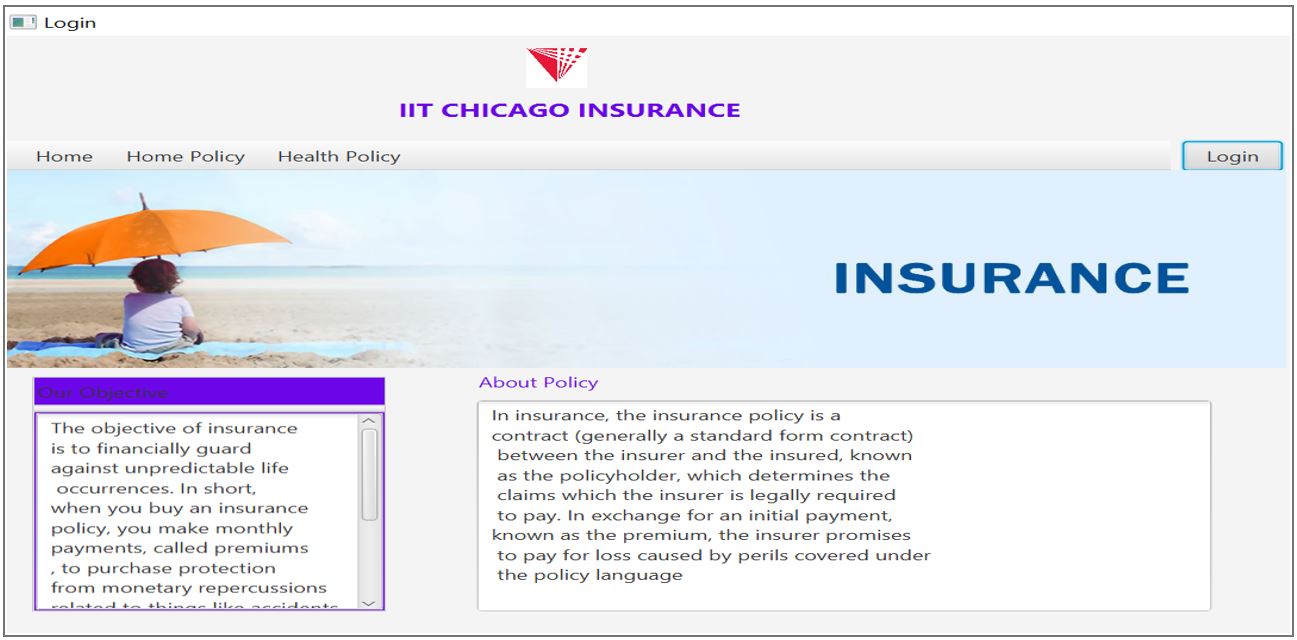 Login
IIT CHICAGO INSURANCE
Home Home Policy Health Policy Login
INSURANCE
Our Objective
The objective of insurance
is to financially guard
against unpredictable life
occurrences. In short,
when you buy an insurance
policy, you make monthly
payments, called premiums
, to purchase protection
from monetary repercussions
related to things like accidents
About Policy
In insurance, the insurance policy is a
contract (generally a standard form contract)
between the insurer and the insured, known
as the policyholder, which determines the
claims which the insurer is legally required
to pay. In exchange for an initial payment,
known as the premium, the insurer promises
to pay for loss caused by perils covered under
the policy language